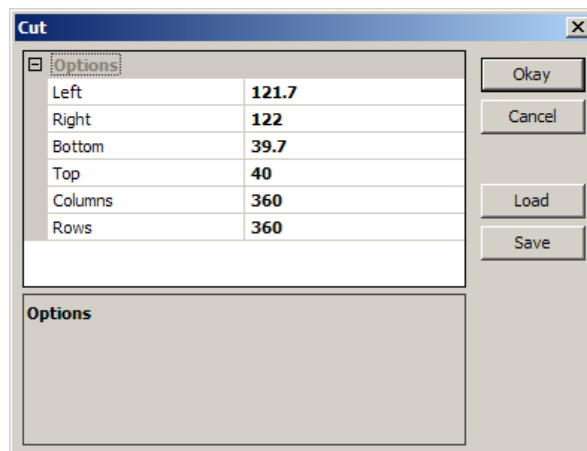 Cut
Options
Left 121.7
Right 122
Bottom 39.7
Top 40
Columns 360
Rows 360
Okay
Cancel
Load
Save
Options